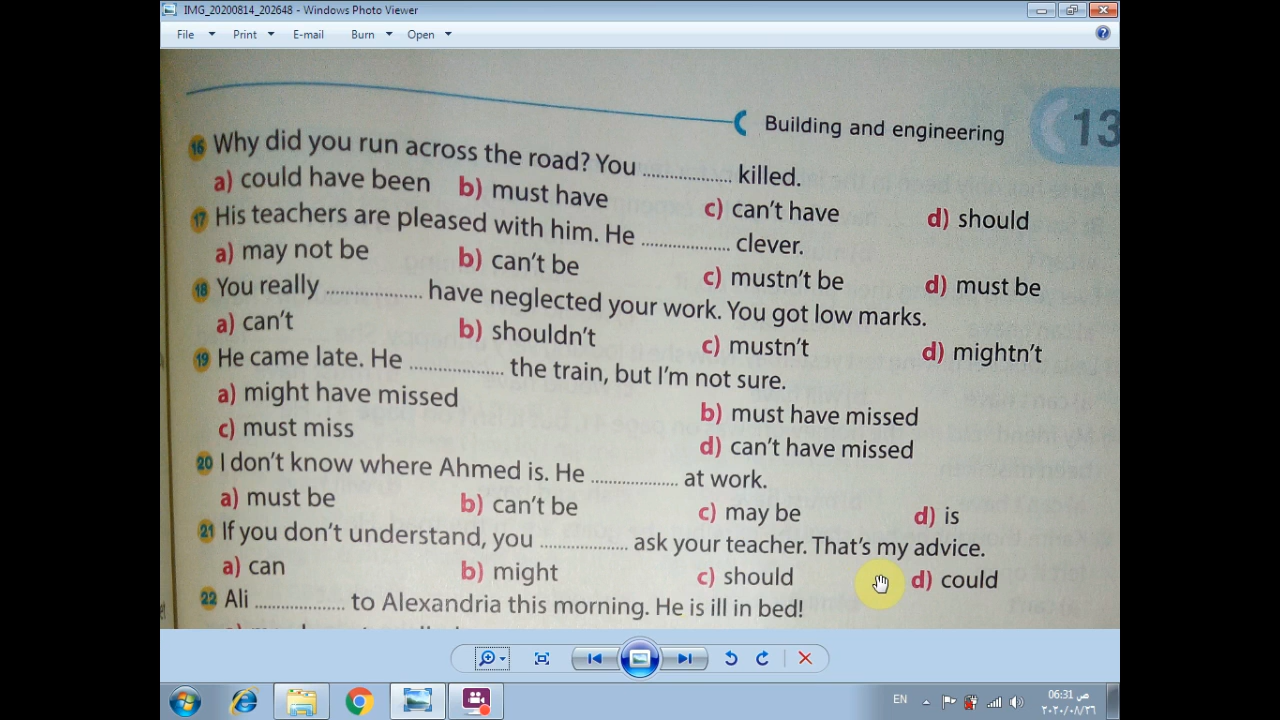 IMG_20200814_202648 - Windows Photo Viewer
File Print E-mail Burn Open
Building and engineering 13
16 Why did you run across the road? You .................... killed.
a) could have been b) must have c) can't have d) should
17 His teachers are pleased with him. He .................... clever.
a) may not be b) can't be c) mustn't be d) must be
18 You really .................... have neglected your work. You got low marks.
a) can't b) shouldn't c) mustn't d) mightn't
19 He came late. He .................... the train, but I'm not sure.
a) might have missed b) must have missed
c) must miss d) can't have missed
20 I don't know where Ahmed is. He .................... at work.
a) must be b) can't be c) may be d) is
21 If you don't understand, you .................... ask your teacher. That's my advice.
a) can b) might c) should d) could
22 Ali .................... to Alexandria this morning. He is ill in bed!
EN 06:31 ص
٢٠٢٠/٠٨/٢٦